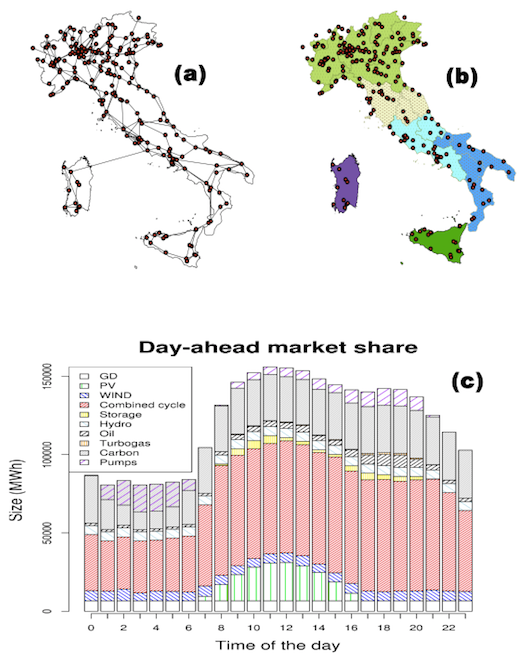 (a)
(b)
Day-ahead market share
(c)
GD
PV
WIND
Combined cycle
Storage
Hydro
Oil
Turbogas
Carbon
Pumps
Size (MWh)
150000
100000
50000
0
0 2 4 6 8 10 12 14 16 18 20 22
Time of the day